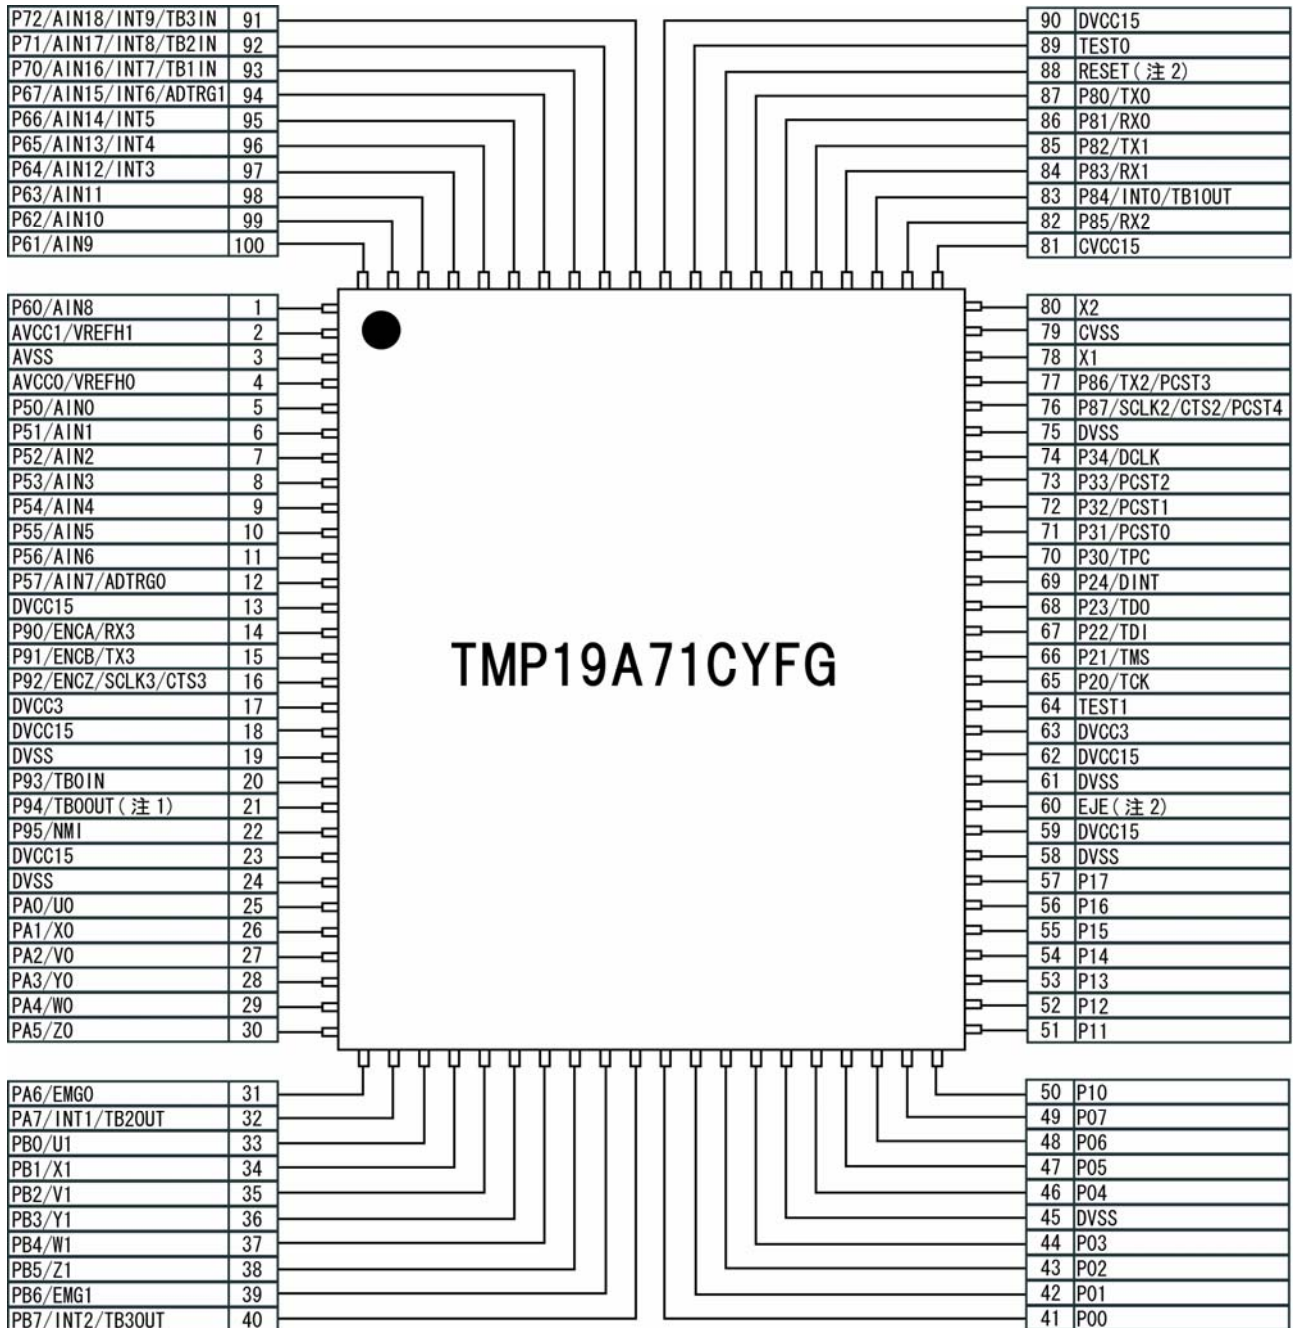 P72/AIN18/INT9/TB3IN 91
P71/AIN17/INT8/TB2IN 92
P70/AIN16/INT7/TB1IN 93
P67/AIN15/INT6/ADTRG1 94
P66/AIN14/INT5 95
P65/AIN13/INT4 96
P64/AIN12/INT3 97
P63/AIN11 98
P62/AIN10 99
P61/AIN9 100
90 DVCC15
89 TEST0
88 RESET(注2)
87 P80/TX0
86 P81/RX0
85 P82/TX1
84 P83/RX1
83 P84/INT0/TB1OUT
82 P85/RX2
81 CVCC15
P60/AIN8 1
AVCC1/VREFH1 2
AVSS 3
AVCC0/VREFH0 4
P50/AIN0 5
P51/AIN1 6
P52/AIN2 7
P53/AIN3 8
P54/AIN4 9
P55/AIN5 10
P56/AIN6 11
P57/AIN7/ADTRG0 12
DVCC15 13
P90/ENCA/RX3 14
P91/ENCB/TX3 15
P92/ENCZ/SCLK3/CTS3 16
DVCC3 17
DVCC15 18
DVSS 19
P93/TB0IN 20
P94/TB0OUT(注1) 21
P95/NMI 22
DVCC15 23
DVSS 24
PA0/U0 25
PA1/X0 26
PA2/V0 27
PA3/Y0 28
PA4/W0 29
PA5/Z0 30
TMP19A71CYFG
80 X2
79 CVSS
78 X1
77 P86/TX2/PCST3
76 P87/SCLK2/CTS2/PCST4
75 DVSS
74 P34/DCLK
73 P33/PCST2
72 P32/PCST1
71 P31/PCST0
70 P30/TPC
69 P24/DINT
68 P23/TDO
67 P22/TDI
66 P21/TMS
65 P20/TCK
64 TEST1
63 DVCC3
62 DVCC15
61 DVSS
60 EJE(注2)
59 DVCC15
58 DVSS
57 P17
56 P16
55 P15
54 P14
53 P13
52 P12
51 P11
PA6/EMG0 31
PA7/INT1/TB2OUT 32
PB0/U1 33
PB1/X1 34
PB2/V1 35
PB3/Y1 36
PB4/W1 37
PB5/Z1 38
PB6/EMG1 39
PB7/INT2/TB3OUT 40
50 P10
49 P07
48 P06
47 P05
46 P04
45 DVSS
44 P03
43 P02
42 P01
41 P00